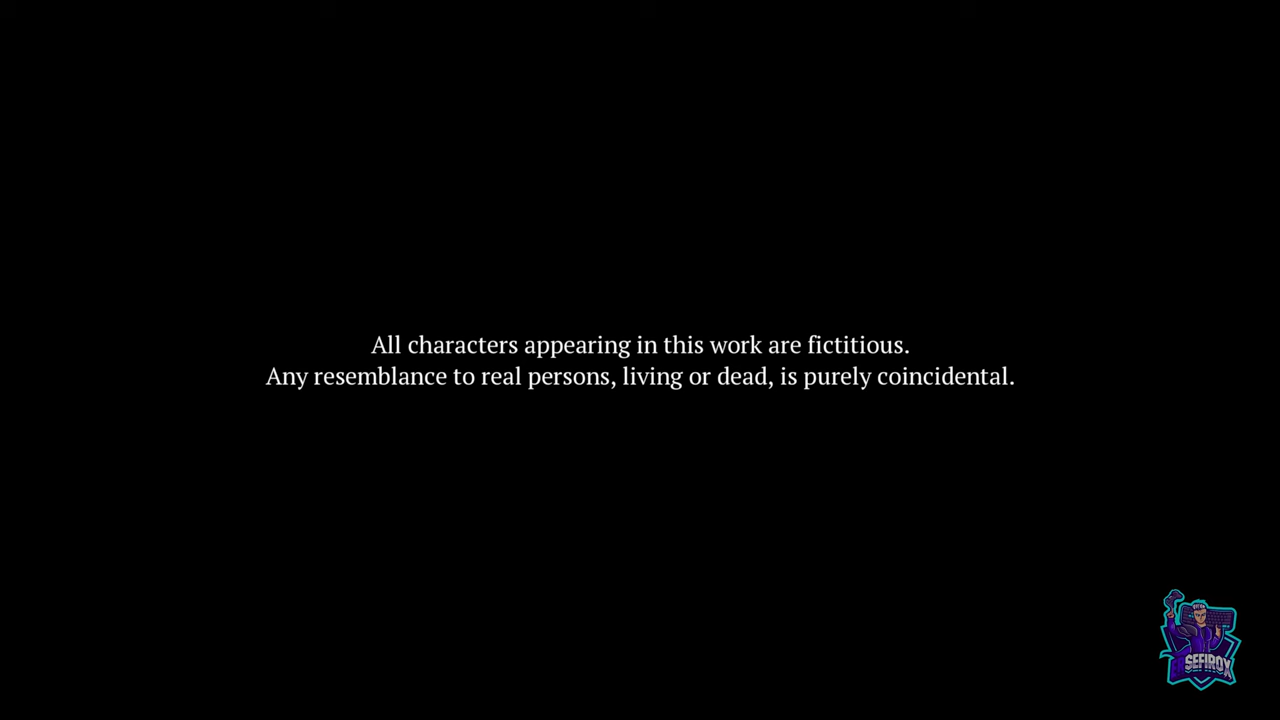 All characters appearing in this work are fictitious.
Any resemblance to real persons, living or dead, is purely coincidental.
SEFIROX